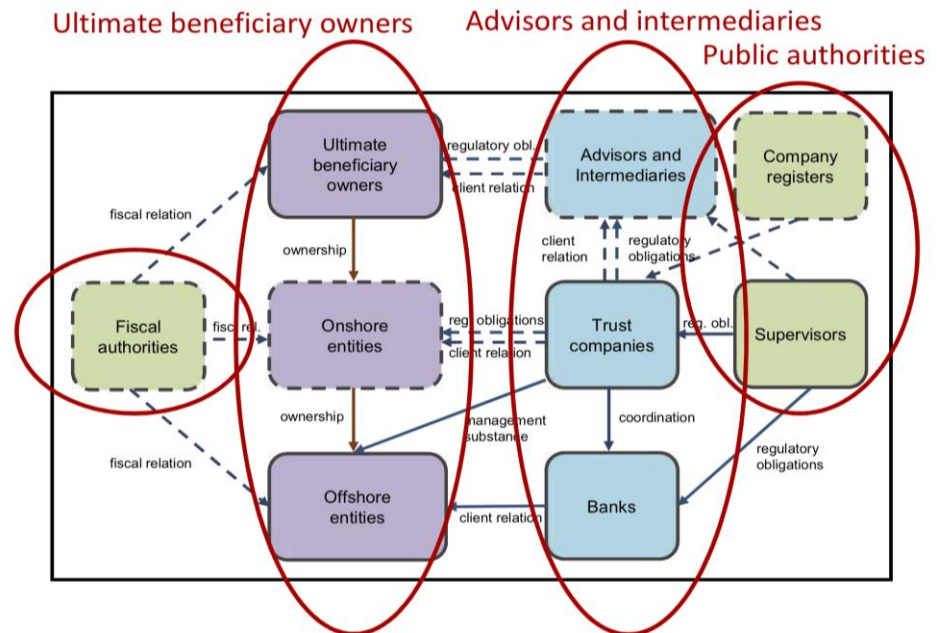 Ultimate beneficiary owners
Advisors and intermediaries
Public authorities
Ultimate
beneficiary
owners
regulatory obl.
client relation
Advisors and
Intermediaries
Company
registers
fiscal relation
ownership
client
relation
regulatory
obligations
Fiscal
authorities
fisc. rel.
Onshore
entities
reg. obligations
client relation
Trust
companies
reg. obl.
Supervisors
ownership
management
substance
coordination
fiscal relation
regulatory
obligations
Offshore
entities
client relation
Banks